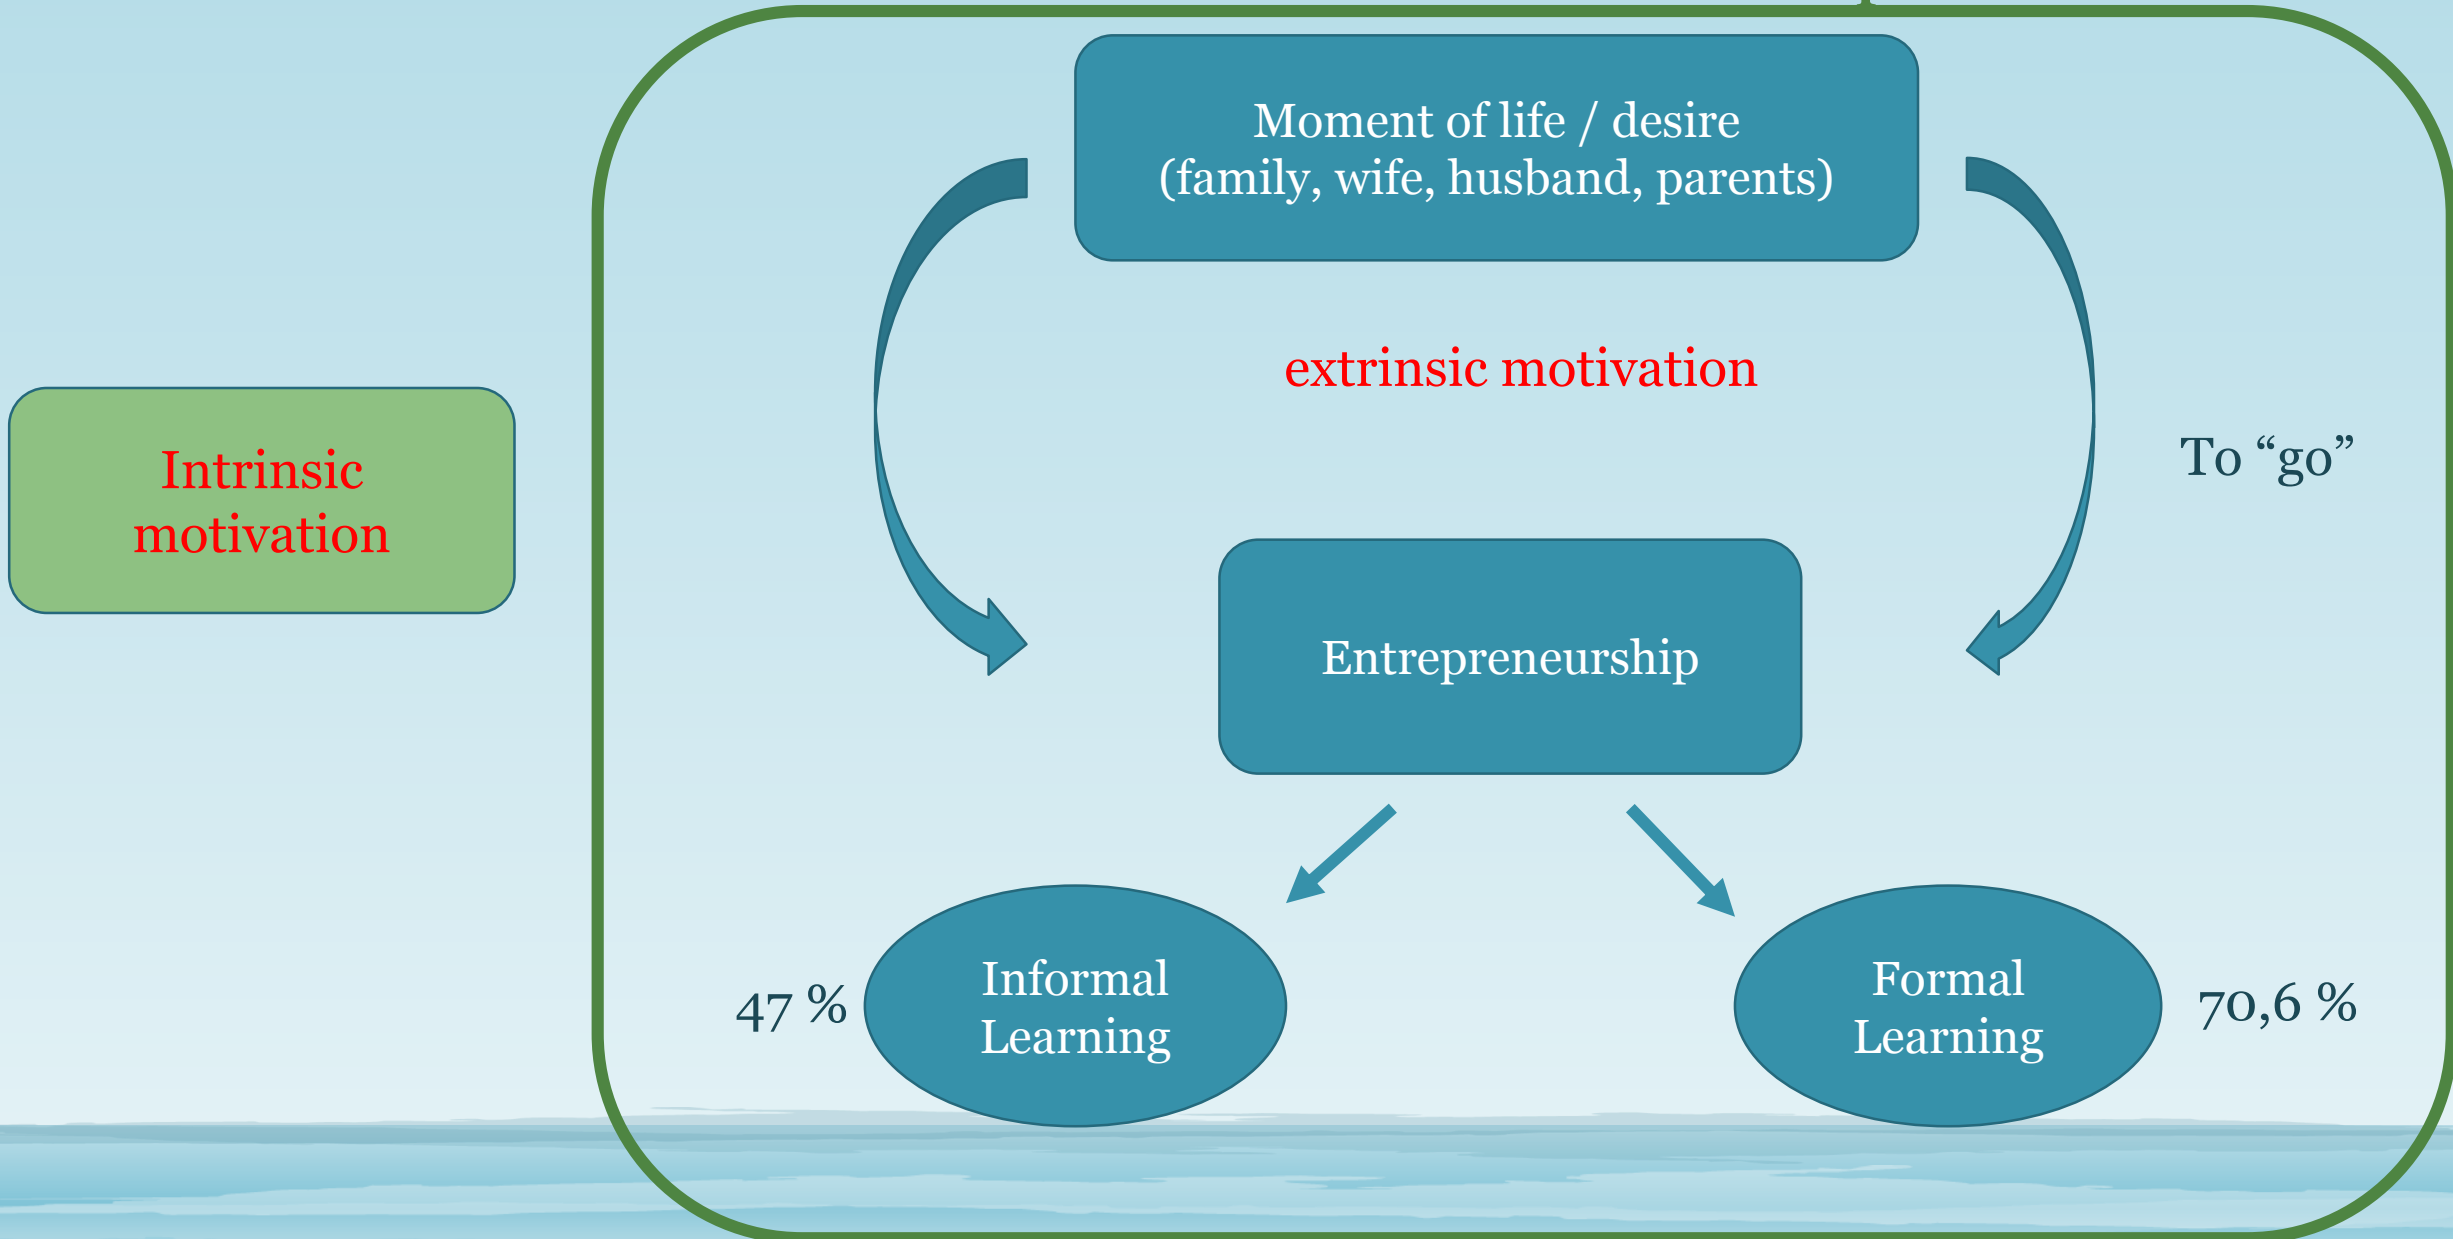 Moment of life / desire
(family, wife, husband, parents)
extrinsic motivation
To “go”
Intrinsic
motivation
Entrepreneurship
47 %
Informal
Learning
Formal
Learning
70,6 %